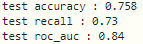 test accuracy : 0.758
test recall : 0.73
test roc_auc : 0.84